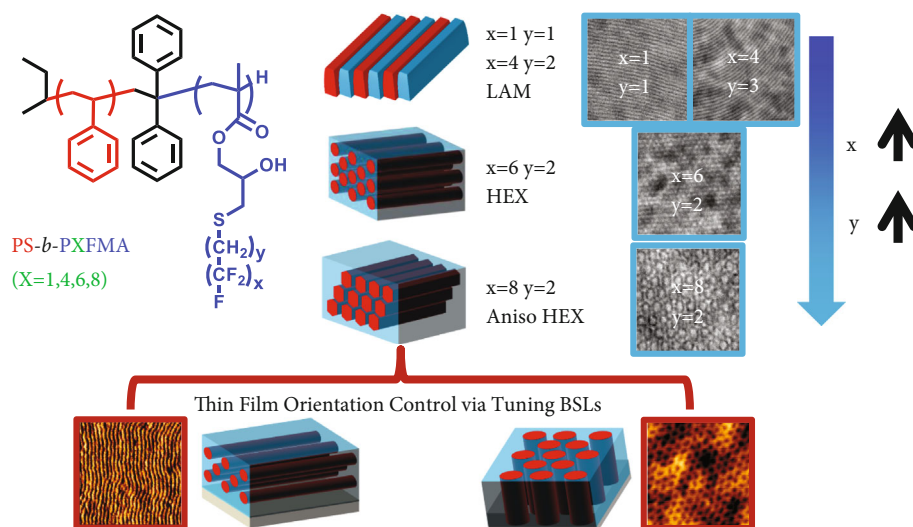 H
O
O
OH
S
(CH2)y
(CF2)x
F
PS-b-PXFMA
(X=1,4,6,8)
x=1 y=1
x=4 y=2
LAM
x=6 y=2
HEX
x=8 y=2
Aniso HEX
x=1
y=1
x=4
y=3
x=6
y=2
x=8
y=2
x
y
Thin Film Orientation Control via Tuning BSLs